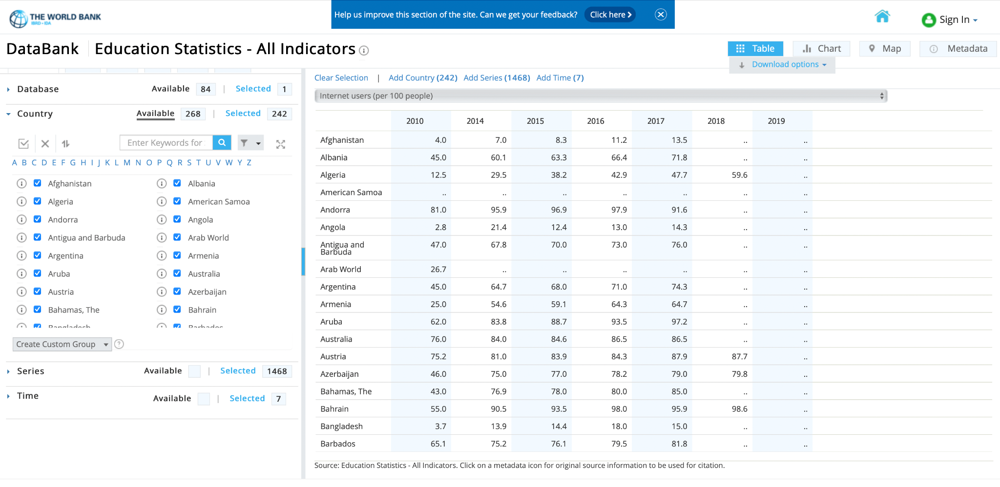 THE WORLD BANK
IBRD • IDA
Help us improve this section of the site. Can we get your feedback? Click here
Sign In
DataBank Education Statistics - All Indicators
Table Chart Map Metadata
Download options
Database Available 84 | Selected 1
Country Available 268 | Selected 242
Enter Keywords for
A B C D E F G H I J K L M N O P Q R S T U V W Y Z
Afghanistan Albania
Algeria American Samoa
Andorra Angola
Antigua and Barbuda Arab World
Argentina Armenia
Aruba Australia
Austria Azerbaijan
Bahamas, The Bahrain
Bangladesh Barbados
Create Custom Group ?
Series Available | Selected 1468
Time Available | Selected 7
Clear Selection | Add Country (242) Add Series (1468) Add Time (7)
Internet users (per 100 people)
2010 2014 2015 2016 2017 2018 2019
Afghanistan 4.0 7.0 8.3 11.2 13.5 .. ..
Albania 45.0 60.1 63.3 66.4 71.8 .. ..
Algeria 12.5 29.5 38.2 42.9 47.7 59.6 ..
American Samoa .. .. .. .. .. .. ..
Andorra 81.0 95.9 96.9 97.9 91.6 .. ..
Angola 2.8 21.4 12.4 13.0 14.3 .. ..
Antigua and 47.0 67.8 70.0 73.0 76.0 .. ..
Barbuda
Arab World 26.7 .. .. .. .. .. ..
Argentina 45.0 64.7 68.0 71.0 74.3 .. ..
Armenia 25.0 54.6 59.1 64.3 64.7 .. ..
Aruba 62.0 83.8 88.7 93.5 97.2 .. ..
Australia 76.0 84.0 84.6 86.5 86.5 .. ..
Austria 75.2 81.0 83.9 84.3 87.9 87.7 ..
Azerbaijan 46.0 75.0 77.0 78.2 79.0 79.8 ..
Bahamas, The 43.0 76.9 78.0 80.0 85.0 .. ..
Bahrain 55.0 90.5 93.5 98.0 95.9 98.6 ..
Bangladesh 3.7 13.9 14.4 18.0 15.0 .. ..
Barbados 65.1 75.2 76.1 79.5 81.8 .. ..
Source: Education Statistics - All Indicators. Click on a metadata icon for original source information to be used for citation.